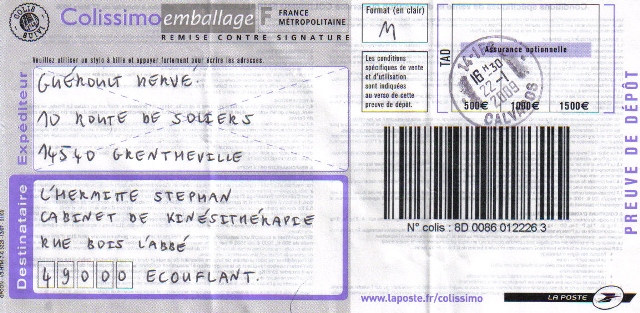 Colissimo emballage F FRANCE MÉTROPOLITAINE
REMISE CONTRE SIGNATURE
Veuillez utiliser un stylo à bille et appuyer fortement pour écrire les adresses.
Expéditeur
GUÉROULT HERVE.
10 ROUTE DE SOLIERS
14540 GRENTHEVILLE
Destinataire
L'HERMITTE STEPHAN
CABINET DE KINÉSITHÉRAPIE
RUE BOIS L'ABBÉ
49000 ECOUFLANT.
Format (en clair)
M
Les conditions
spécifiques de vente
et d'utilisation
sont indiquées
au verso de cette
preuve de dépôt.
TAD
Assurance optionnelle
500€ 1000€ 1500€
16H30
22-1
2009
CALVADOS
N° colis : 8D 0086 012226 3
PREUVE DE DÉPÔT
www.laposte.fr/colissimo
LA POSTE